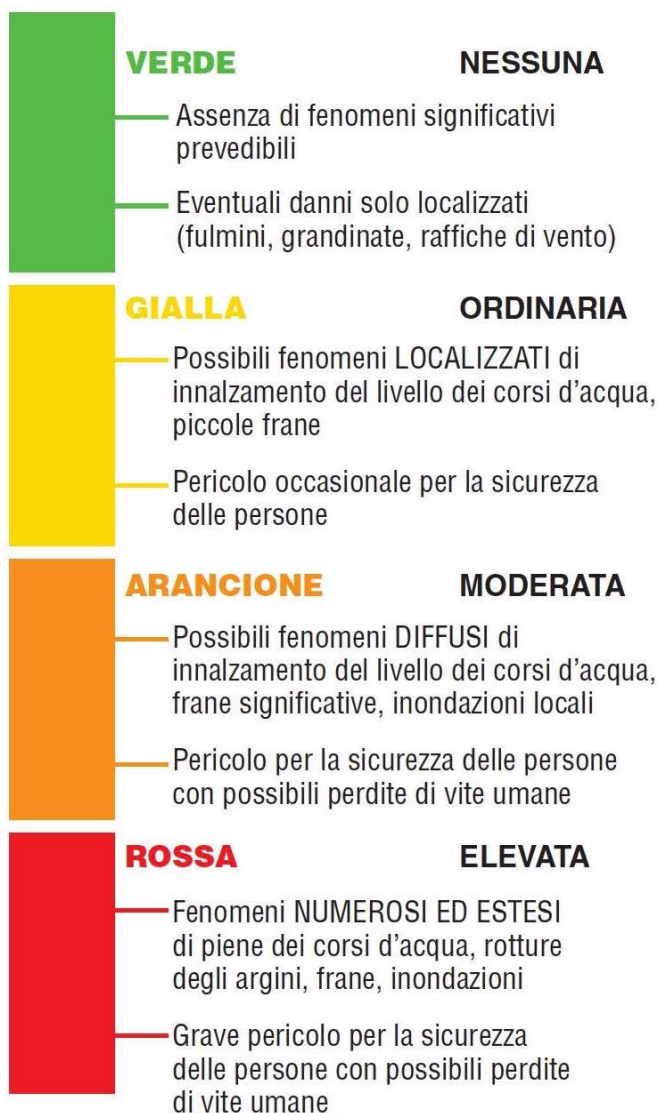 VERDE NESSUNA
Assenza di fenomeni significativi
prevedibili
Eventuali danni solo localizzati
(fulmini, grandinate, raffiche di vento)
GIALLA ORDINARIA
Possibili fenomeni LOCALIZZATI di
innalzamento del livello dei corsi d'acqua,
piccole frane
Pericolo occasionale per la sicurezza
delle persone
ARANCIONE MODERATA
Possibili fenomeni DIFFUSI di
innalzamento del livello dei corsi d'acqua,
frane significative, inondazioni locali
Pericolo per la sicurezza delle persone
con possibili perdite di vite umane
ROSSA ELEVATA
Fenomeni NUMEROSI ED ESTESI
di piene dei corsi d'acqua, rotture
degli argini, frane, inondazioni
Grave pericolo per la sicurezza
delle persone con possibili perdite
di vite umane